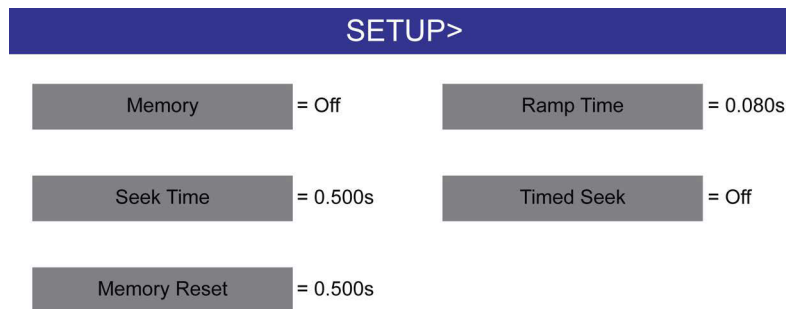 SETUP>
Memory = Off Ramp Time = 0.080s
Seek Time = 0.500s Timed Seek = Off
Memory Reset = 0.500s